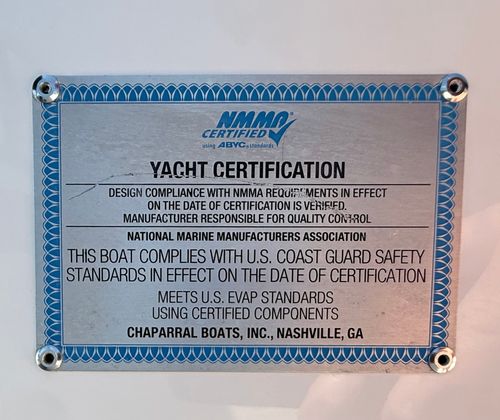 NMMA
CERTIFIED
using ABYC standards
YACHT CERTIFICATION
DESIGN COMPLIANCE WITH NMMA REQUIREMENTS IN EFFECT
ON THE DATE OF CERTIFICATION IS VERIFIED.
MANUFACTURER RESPONSIBLE FOR QUALITY CONTROL
NATIONAL MARINE MANUFACTURERS ASSOCIATION
THIS BOAT COMPLIES WITH U.S. COAST GUARD SAFETY
STANDARDS IN EFFECT ON THE DATE OF CERTIFICATION
MEETS U.S. EVAP STANDARDS
USING CERTIFIED COMPONENTS
CHAPARRAL BOATS, INC., NASHVILLE, GA